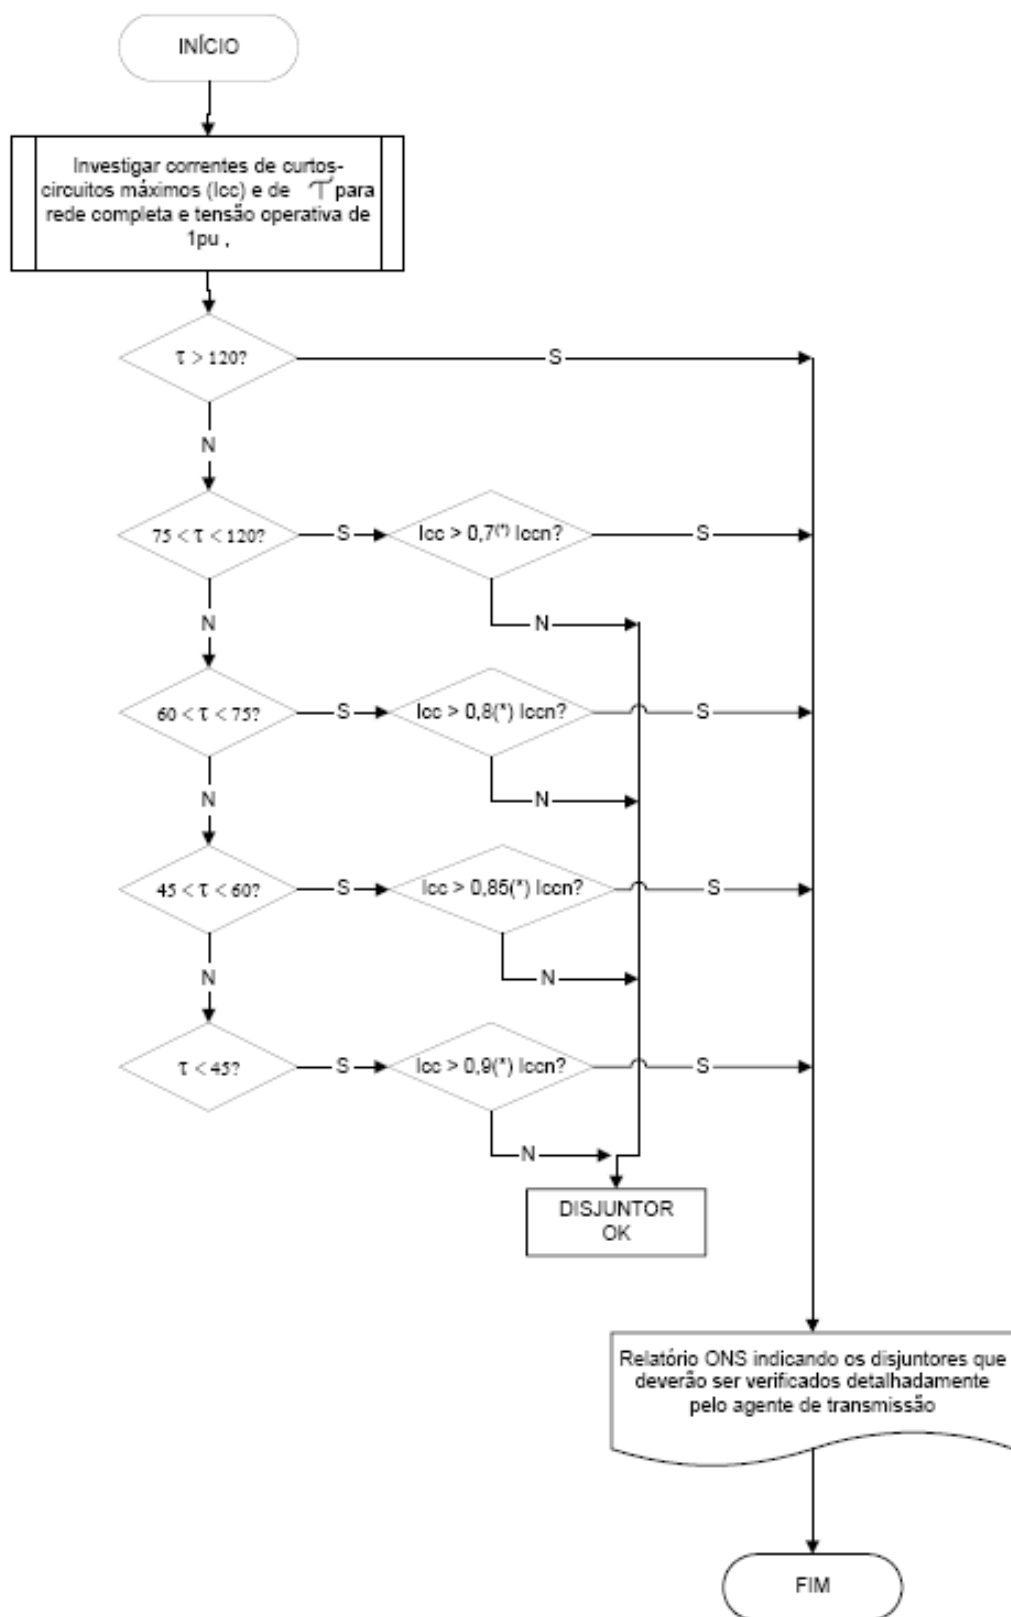 INÍCIO
Investigar correntes de curtos-
circuitos máximos (Icc) e de τ para
rede completa e tensão operativa de
1pu ,
τ > 120?
S
N
75 < τ < 120?
S
Icc > 0,7(*) Iccn?
S
N
N
60 < τ < 75?
S
Icc > 0,8(*) Iccn?
S
N
N
45 < τ < 60?
S
Icc > 0,85(*) Iccn?
S
N
N
τ < 45?
S
Icc > 0,9(*) Iccn?
S
N
DISJUNTOR
OK
Relatório ONS indicando os disjuntores que
deverão ser verificados detalhadamente
pelo agente de transmissão
FIM